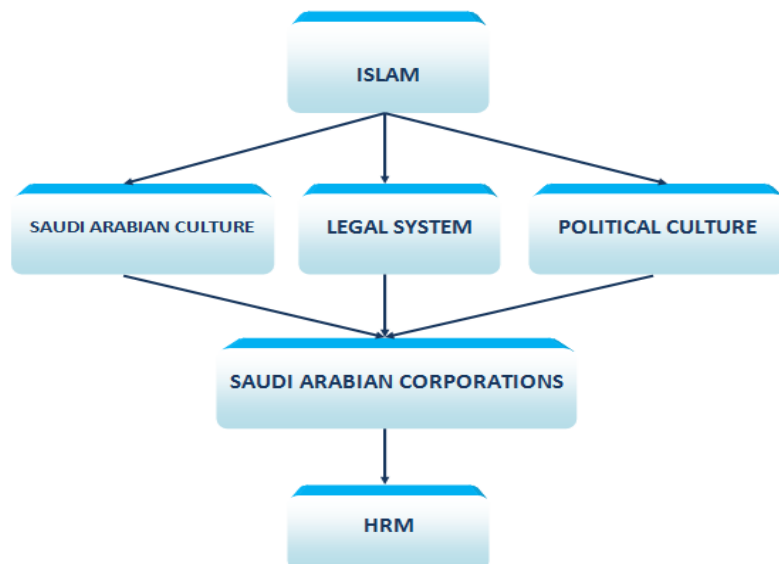 ISLAM
SAUDI ARABIAN CULTURE
LEGAL SYSTEM
POLITICAL CULTURE
SAUDI ARABIAN CORPORATIONS
HRM